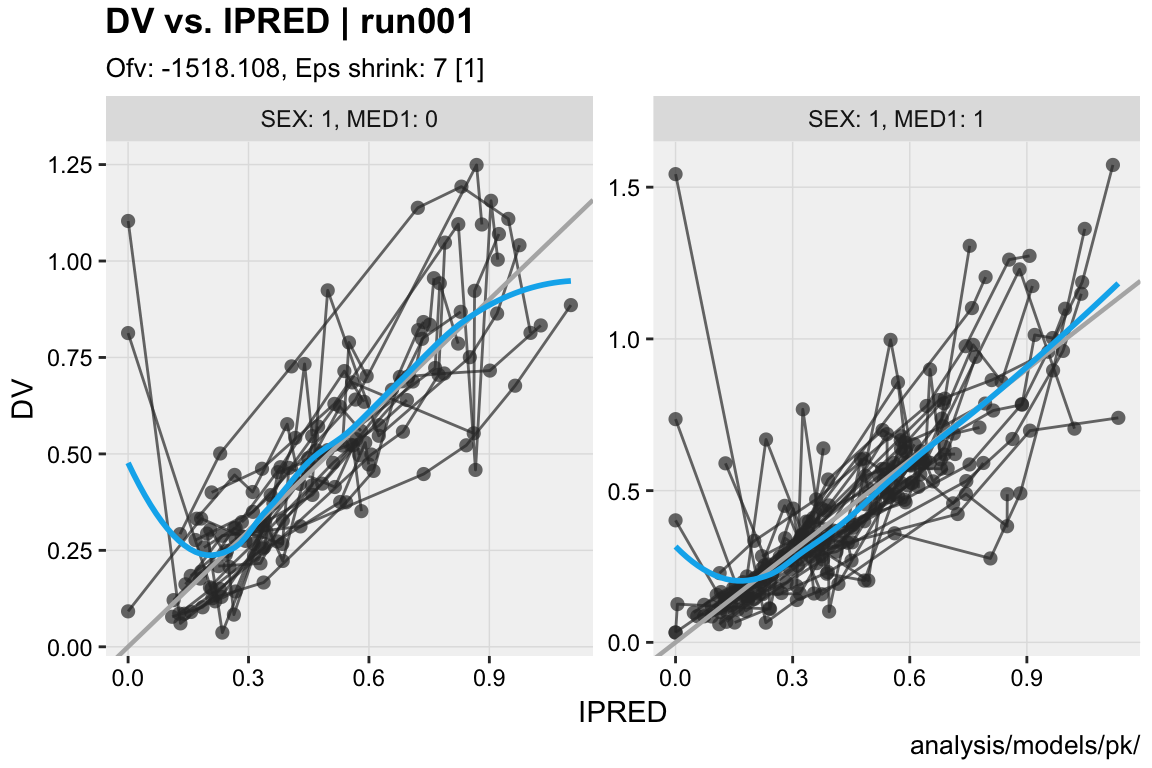 DV vs. IPRED | run001
Ofv: -1518.108, Eps shrink: 7 [1]
SEX: 1, MED1: 0
SEX: 1, MED1: 1
DV
1.25
1.00
0.75
0.50
0.25
0.00
1.5
1.0
0.5
0.0
0.0 0.3 0.6 0.9
0.0 0.3 0.6 0.9
IPRED
analysis/models/pk/